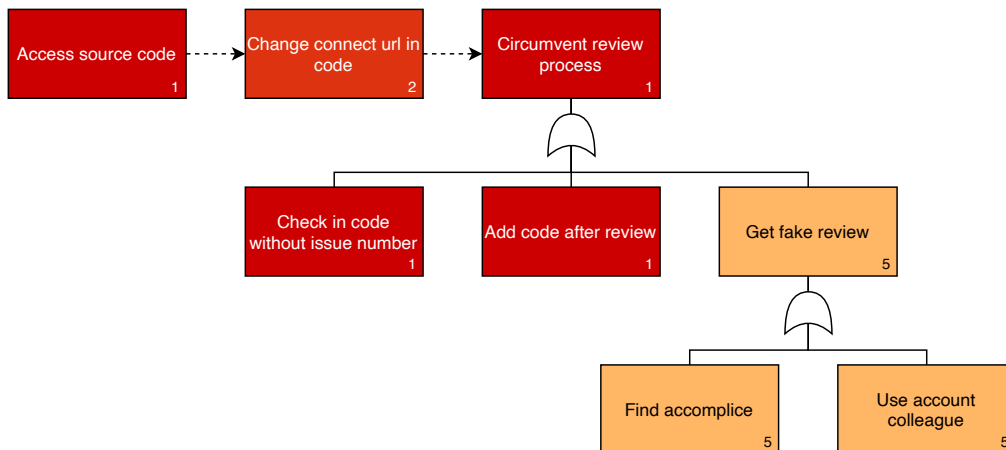 Access source code
1
Change connect url in
code
2
Circumvent review
process
1
Check in code
without issue number
1
Add code after review
1
Get fake review
5
Find accomplice
5
Use account
colleague
5